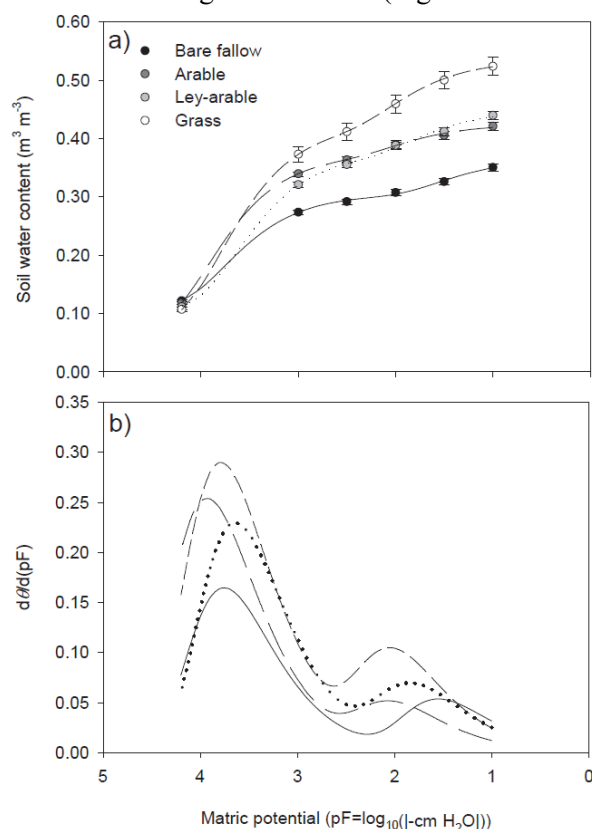 a)
Bare fallow
Arable
Ley-arable
Grass
Soil water content (m³ m⁻³)
0.60
0.50
0.40
0.30
0.20
0.10
0.00
b)
dθ/d(pF)
0.35
0.30
0.25
0.20
0.15
0.10
0.05
0.00
5 4 3 2 1 0
Matric potential (pF=log₁₀(|-cm H₂O|))